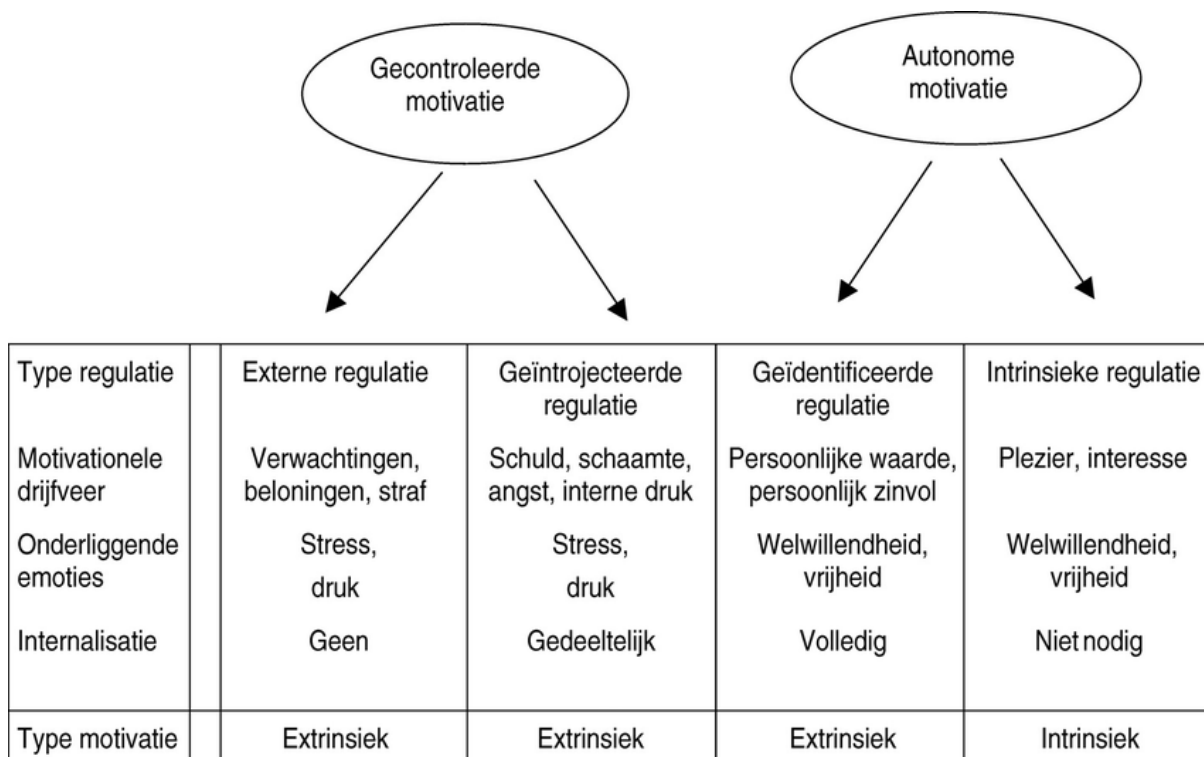 Gecontroleerde
motivatie
Autonome
motivatie
Type regulatie
Externe regulatie
Geïntrojecteerde
regulatie
Geïdentificeerde
regulatie
Intrinsieke regulatie
Motivationele
drijfveer
Verwachtingen,
beloningen, straf
Schuld, schaamte,
angst, interne druk
Persoonlijke waarde,
persoonlijk zinvol
Plezier, interesse
Onderliggende
emoties
Stress,
druk
Stress,
druk
Welwillendheid,
vrijheid
Welwillendheid,
vrijheid
Internalisatie
Geen
Gedeeltelijk
Volledig
Niet nodig
Type motivatie
Extrinsiek
Extrinsiek
Extrinsiek
Intrinsiek